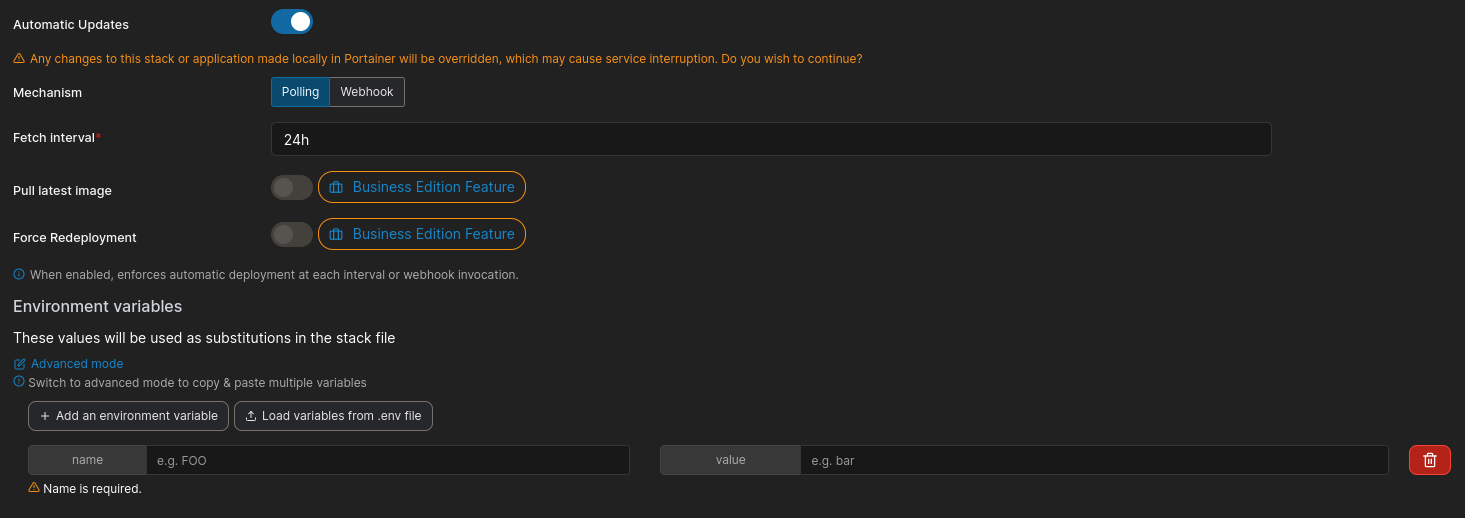 Automatic Updates
Any changes to this stack or application made locally in Portainer will be overridden, which may cause service interruption. Do you wish to continue?
Mechanism Polling Webhook
Fetch interval* 24h
Pull latest image Business Edition Feature
Force Redeployment Business Edition Feature
When enabled, enforces automatic deployment at each interval or webhook invocation.
Environment variables
These values will be used as substitutions in the stack file
Advanced mode
Switch to advanced mode to copy & paste multiple variables
+ Add an environment variable Load variables from .env file
name e.g. FOO value e.g. bar
Name is required.